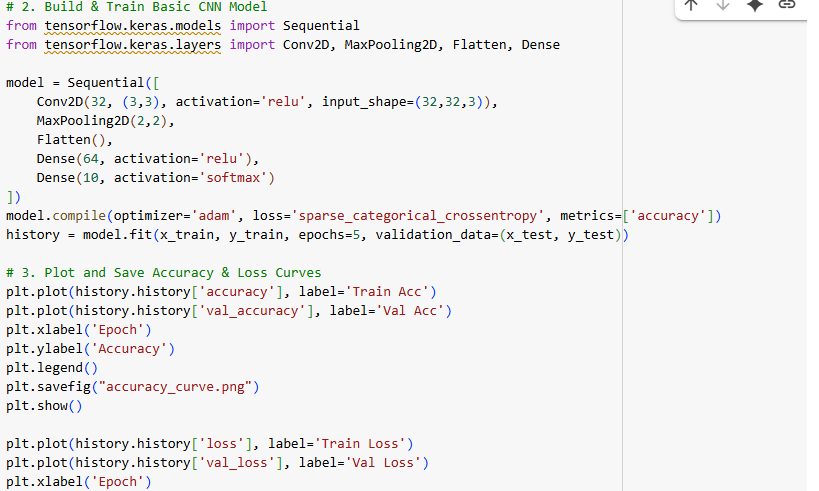 # 2. Build & Train Basic CNN Model
from tensorflow.keras.models import Sequential
from tensorflow.keras.layers import Conv2D, MaxPooling2D, Flatten, Dense

model = Sequential([
    Conv2D(32, (3,3), activation='relu', input_shape=(32,32,3)),
    MaxPooling2D(2,2),
    Flatten(),
    Dense(64, activation='relu'),
    Dense(10, activation='softmax')
])
model.compile(optimizer='adam', loss='sparse_categorical_crossentropy', metrics=['accuracy'])
history = model.fit(x_train, y_train, epochs=5, validation_data=(x_test, y_test))

# 3. Plot and Save Accuracy & Loss Curves
plt.plot(history.history['accuracy'], label='Train Acc')
plt.plot(history.history['val_accuracy'], label='Val Acc')
plt.xlabel('Epoch')
plt.ylabel('Accuracy')
plt.legend()
plt.savefig("accuracy_curve.png")
plt.show()

plt.plot(history.history['loss'], label='Train Loss')
plt.plot(history.history['val_loss'], label='Val Loss')
plt.xlabel('Epoch')